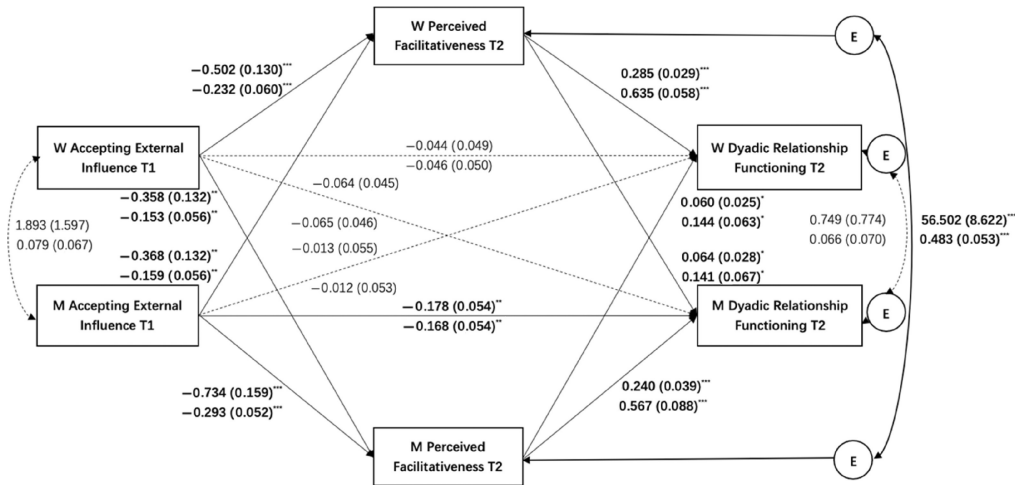 W Perceived
Facilitativeness T2
E
−0.502 (0.130)***
−0.232 (0.060)***
0.285 (0.029)***
0.635 (0.058)***
W Accepting External
Influence T1
−0.044 (0.049)
−0.046 (0.050)
W Dyadic Relationship
Functioning T2
E
−0.064 (0.045)
−0.358 (0.132)**
−0.153 (0.056)**
0.060 (0.025)*
0.144 (0.063)*
1.893 (1.597)
0.079 (0.067)
−0.065 (0.046)
0.749 (0.774)
0.066 (0.070)
56.502 (8.622)***
0.483 (0.053)***
−0.013 (0.055)
−0.368 (0.132)**
−0.159 (0.056)**
0.064 (0.028)*
0.141 (0.067)*
−0.012 (0.053)
M Accepting External
Influence T1
−0.178 (0.054)**
−0.168 (0.054)**
M Dyadic Relationship
Functioning T2
E
−0.734 (0.159)***
−0.293 (0.052)***
0.240 (0.039)***
0.567 (0.088)***
M Perceived
Facilitativeness T2
E